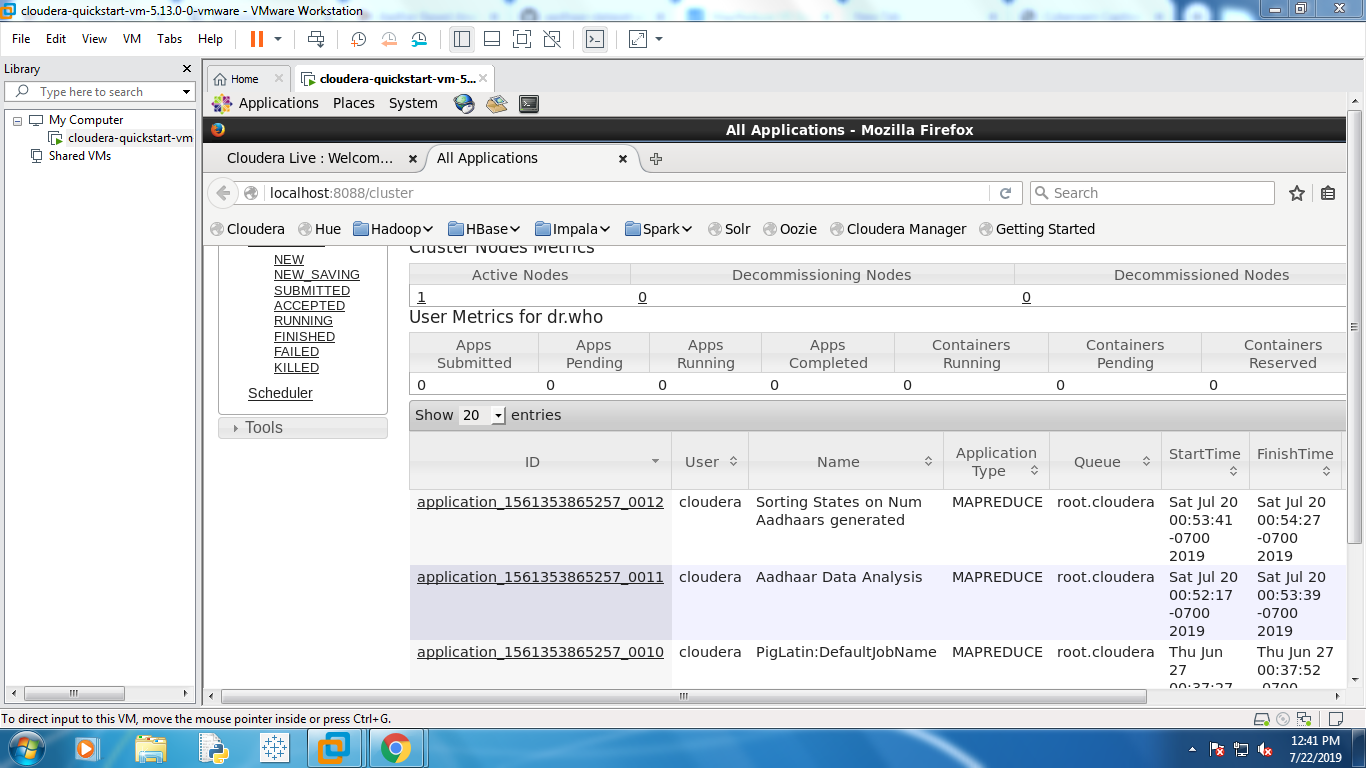 cloudera-quickstart-vm-5.13.0-0-vmware - VMware Workstation
File Edit View VM Tabs Help
Library
Type here to search
My Computer
cloudera-quickstart-vm
Shared VMs
Home
cloudera-quickstart-vm-5...
Applications Places System
All Applications - Mozilla Firefox
Cloudera Live : Welcom...
All Applications
localhost:8088/cluster
Search
Cloudera Hue Hadoop HBase Impala Spark Solr Oozie Cloudera Manager Getting Started
NEW
NEW_SAVING
SUBMITTED
ACCEPTED
RUNNING
FINISHED
FAILED
KILLED
Scheduler
Tools
Cluster Nodes Metrics
Active Nodes Decommissioning Nodes Decommissioned Nodes
1 0 0
User Metrics for dr.who
Apps Submitted Apps Pending Apps Running Apps Completed Containers Running Containers Pending Containers Reserved
0 0 0 0 0 0 0
Show 20 entries
ID User Name Application Type Queue StartTime FinishTime
application_1561353865257_0012 cloudera Sorting States on Num Aadhaars generated MAPREDUCE root.cloudera Sat Jul 20 00:53:41 -0700 2019 Sat Jul 20 00:54:27 -0700 2019
application_1561353865257_0011 cloudera Aadhaar Data Analysis MAPREDUCE root.cloudera Sat Jul 20 00:52:17 -0700 2019 Sat Jul 20 00:53:39 -0700 2019
application_1561353865257_0010 cloudera PigLatin:DefaultJobName MAPREDUCE root.cloudera Thu Jun 27 00:37:27 Thu Jun 27 00:37:52 -0700
To direct input to this VM, move the mouse pointer inside or press Ctrl+G.
12:41 PM
7/22/2019